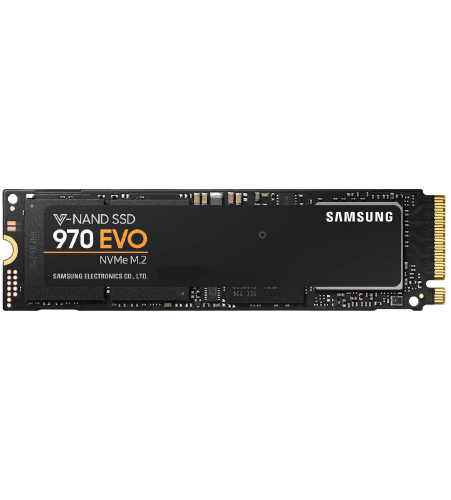 V-NAND SSD
970 EVO
NVMe M.2
SAMSUNG ELECTRONICS CO., LTD.
SAMSUNG